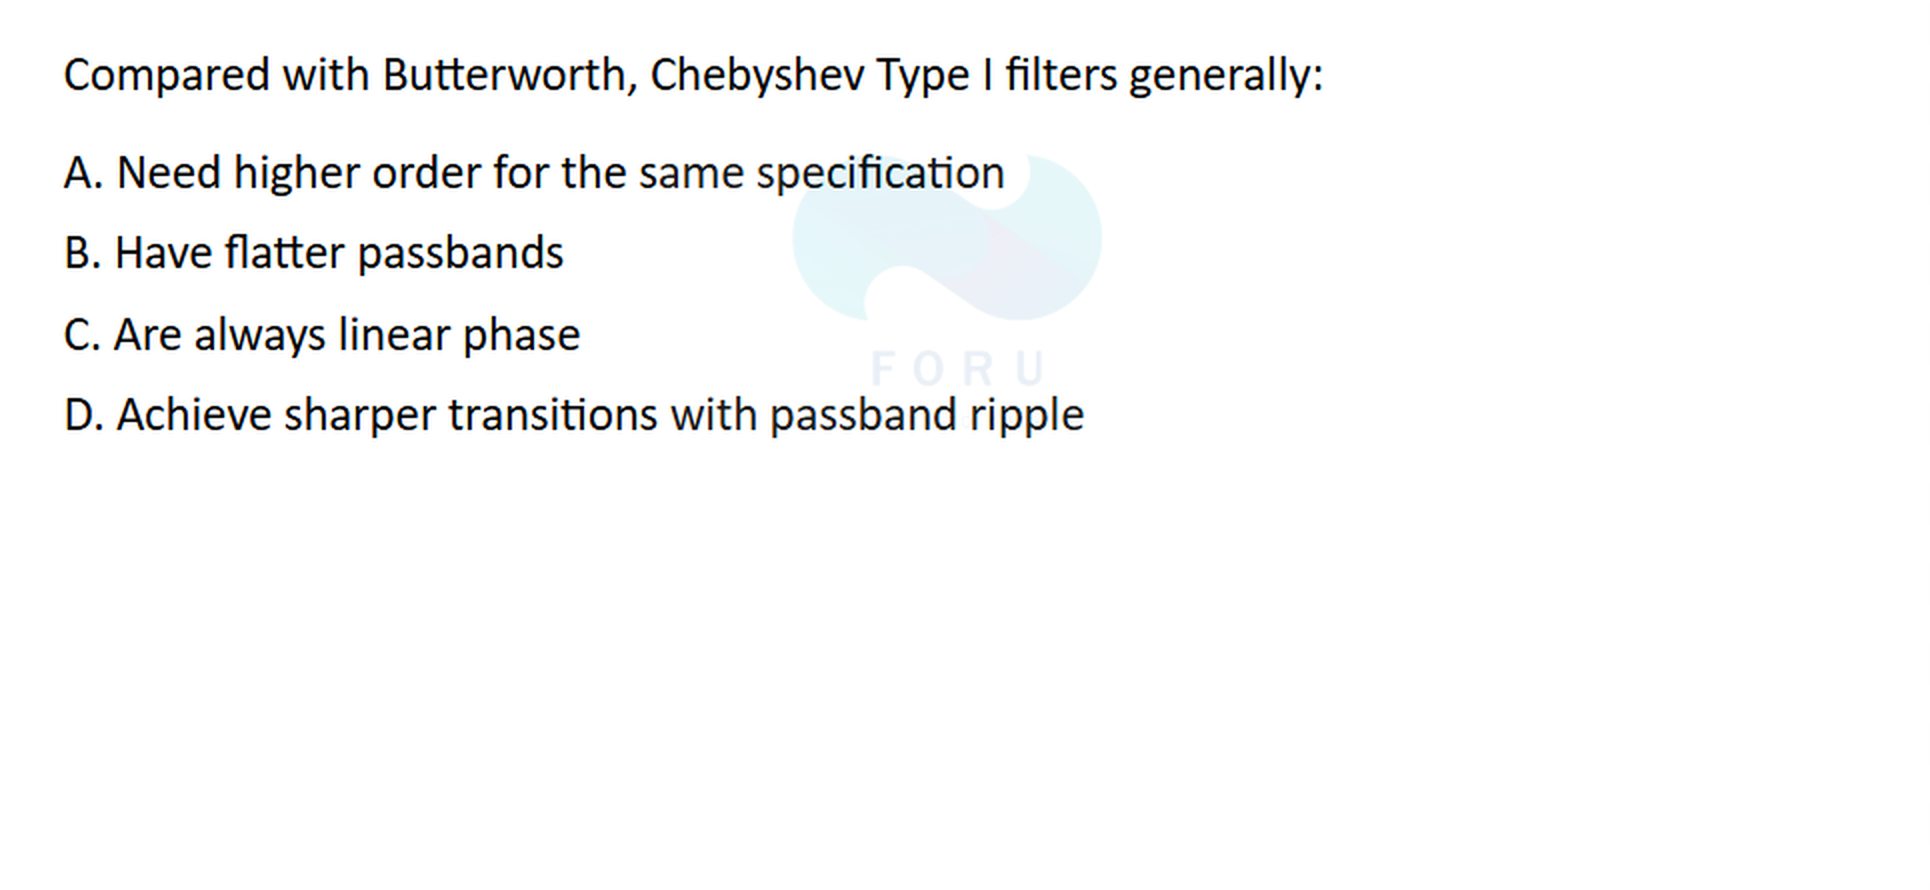 Compared with Butterworth, Chebyshev Type I filters generally:
A. Need higher order for the same specification
B. Have flatter passbands
C. Are always linear phase
FORU
D. Achieve sharper transitions with passband ripple